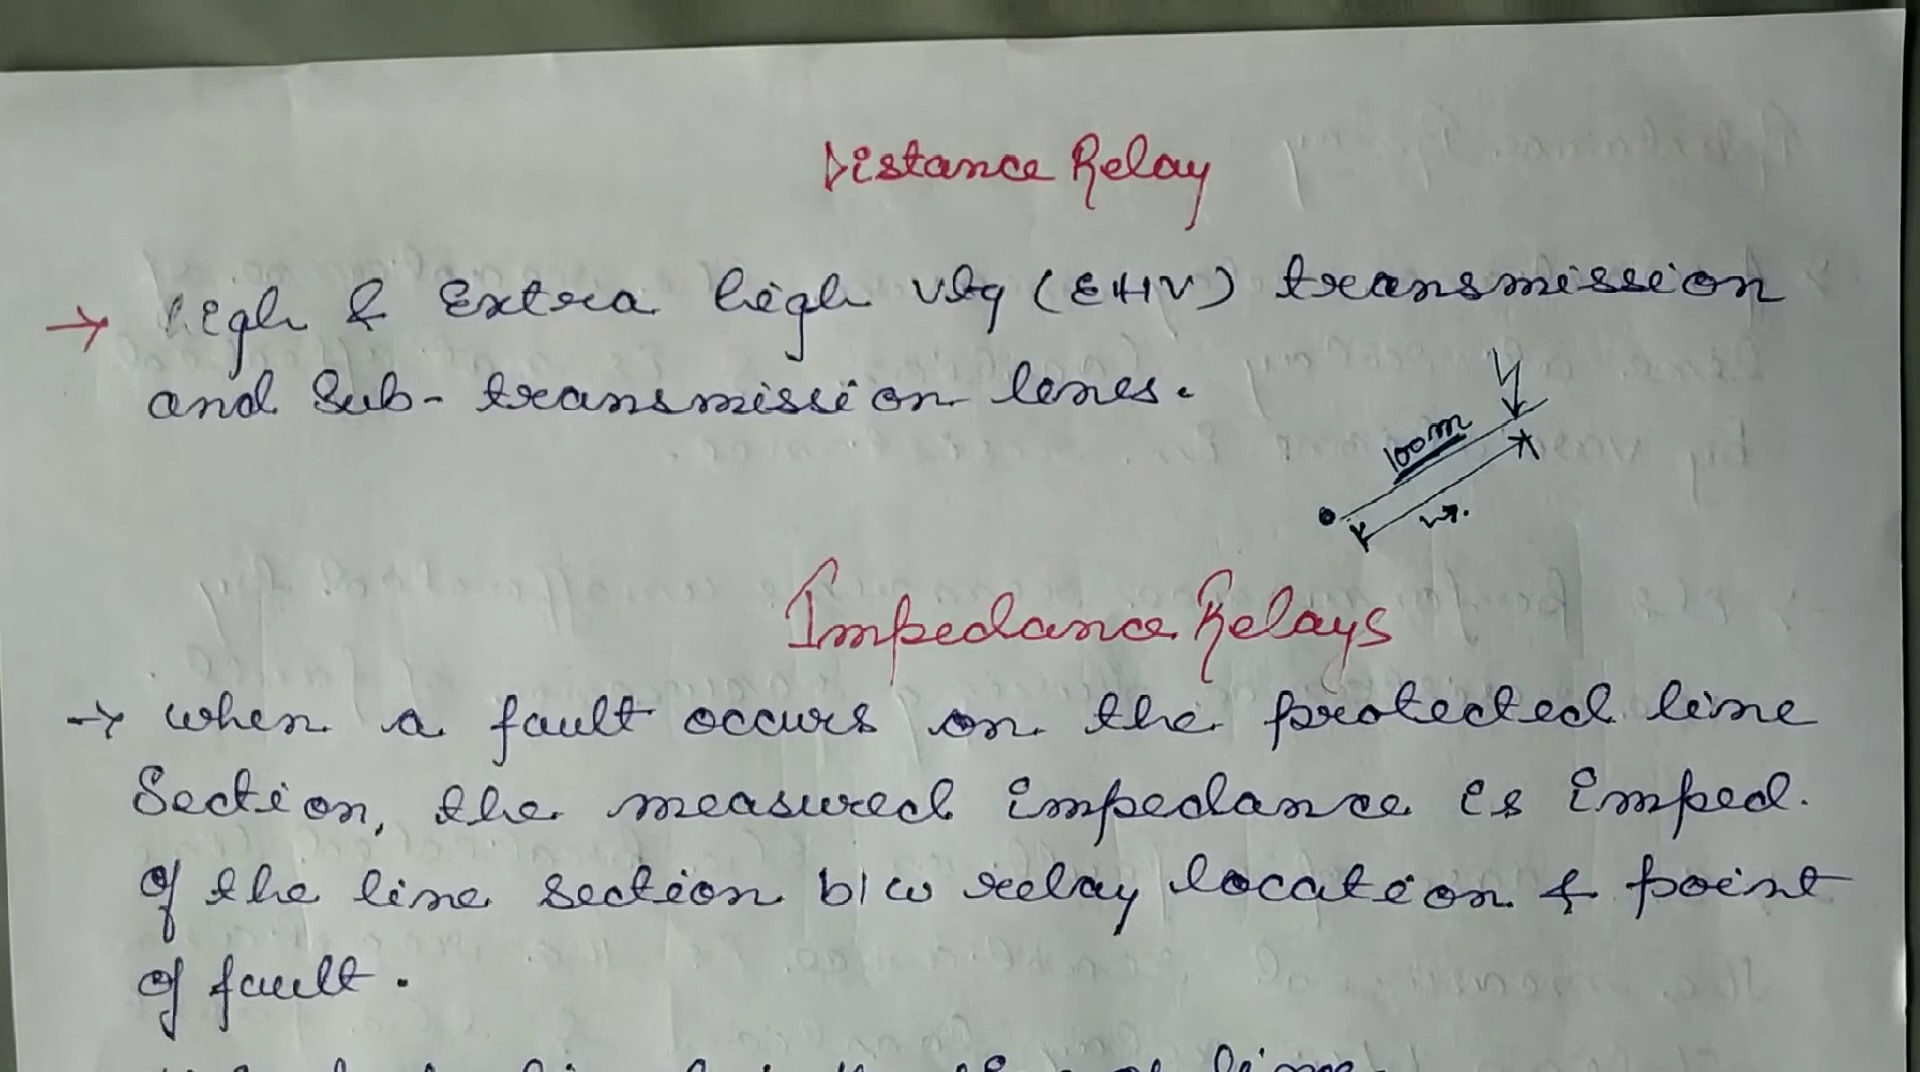 Distance Relay
→ High & Extra high vtg (EHV) transmission
and Sub-transmission lines.
100m
Impedance Relays
→ when a fault occurs on the protected line
Section, the measured impedance is imped.
of the line section b/w relay location & point
of fault.